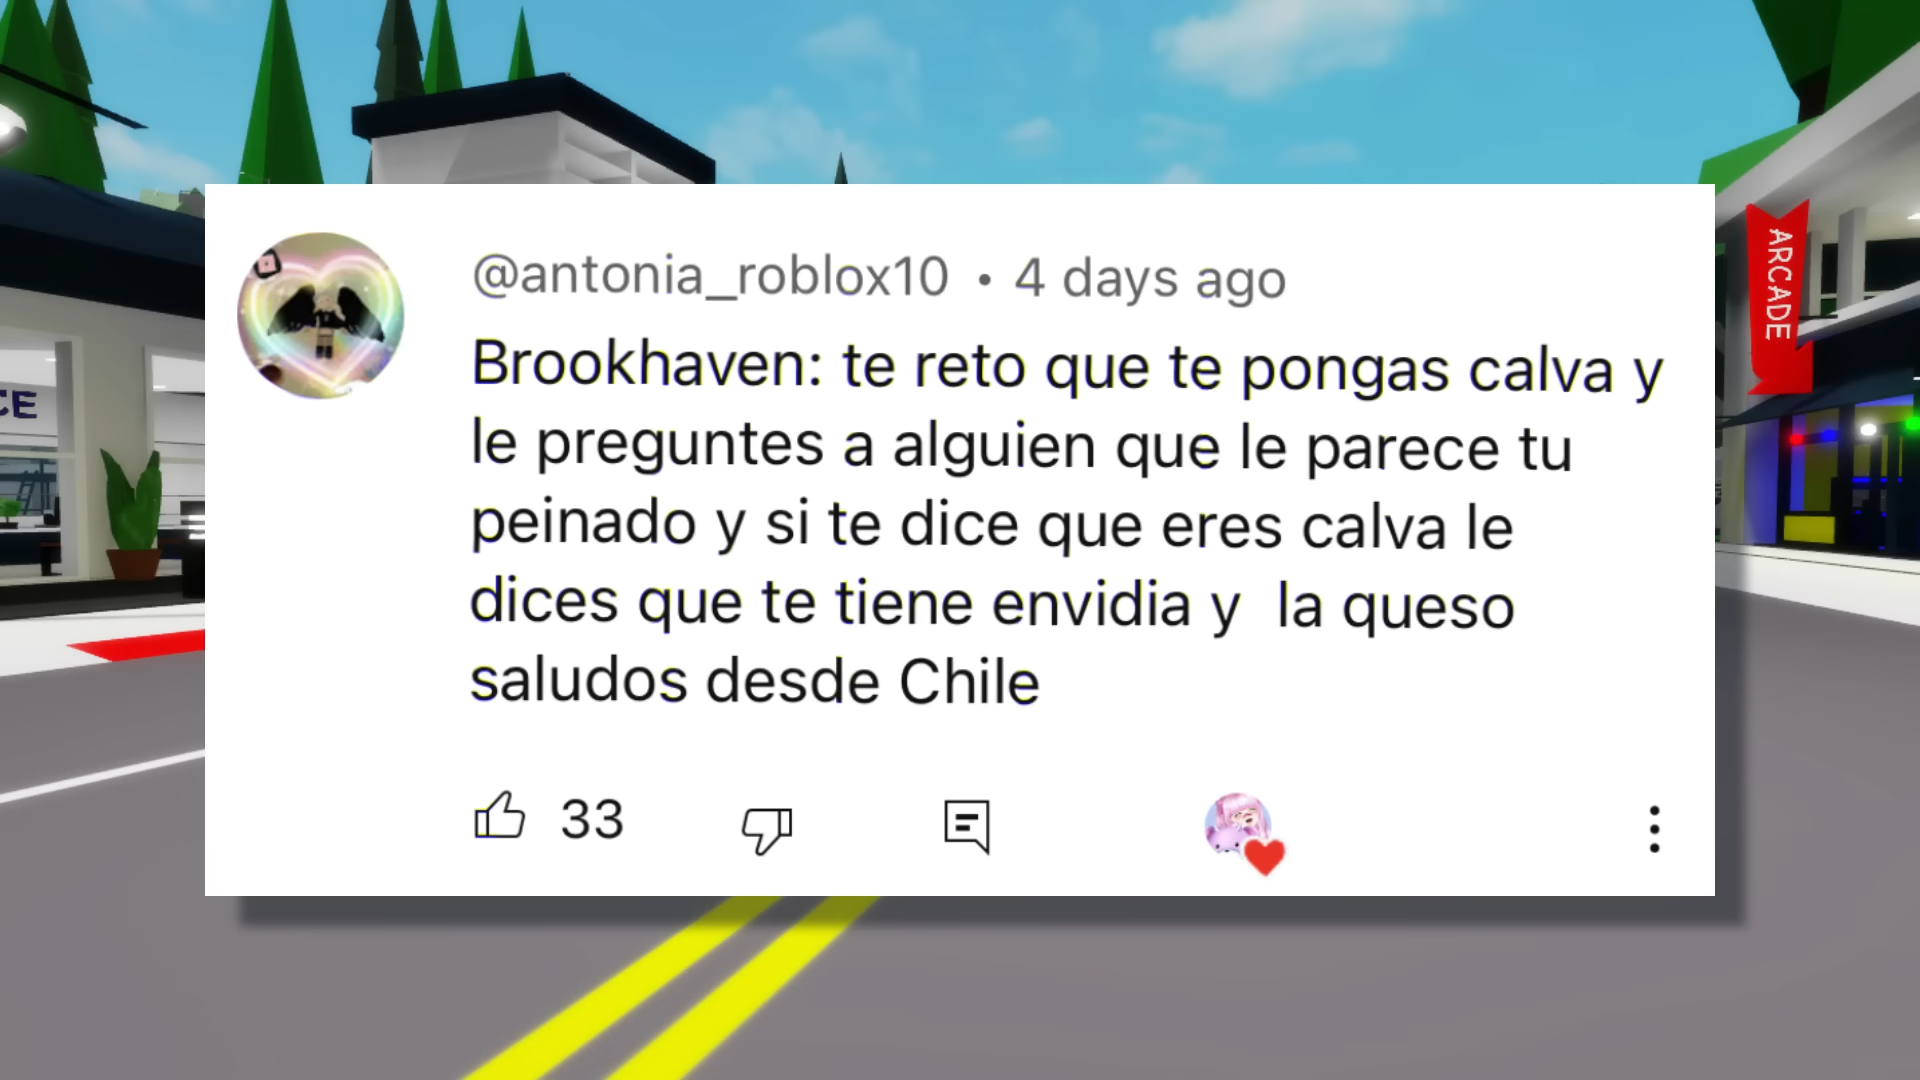 @antonia_roblox10 • 4 days ago
Brookhaven: te reto que te pongas calva y
le preguntes a alguien que le parece tu
peinado y si te dice que eres calva le
dices que te tiene envidia y  la queso
saludos desde Chile
33
ARCADE
CE